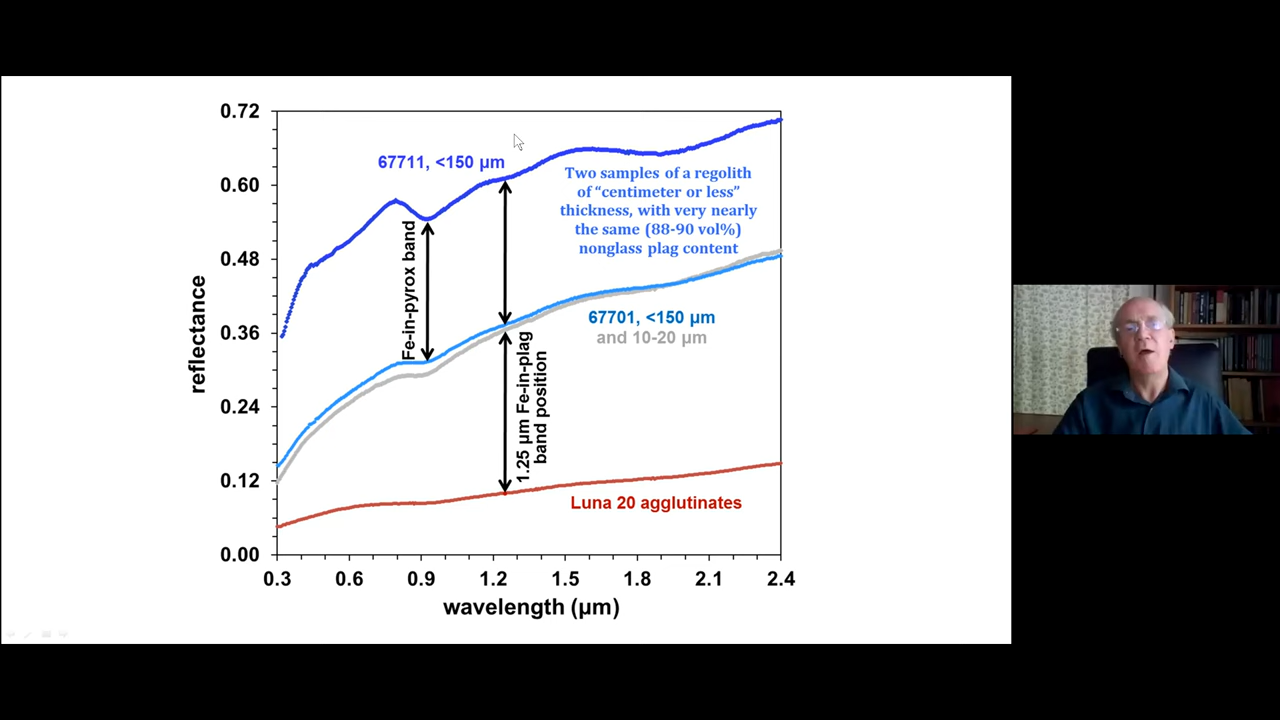 0.72
0.60
0.48
0.36
0.24
0.12
0.00
reflectance
67711, <150 µm
Two samples of a regolith
of “centimeter or less”
thickness, with very nearly
the same (88-90 vol%)
nonglass plag content
Fe-in-pyrox band
67701, <150 µm
and 10-20 µm
1.25 µm Fe-in-plag
band position
Luna 20 agglutinates
0.3
0.6
0.9
1.2
1.5
1.8
2.1
2.4
wavelength (µm)